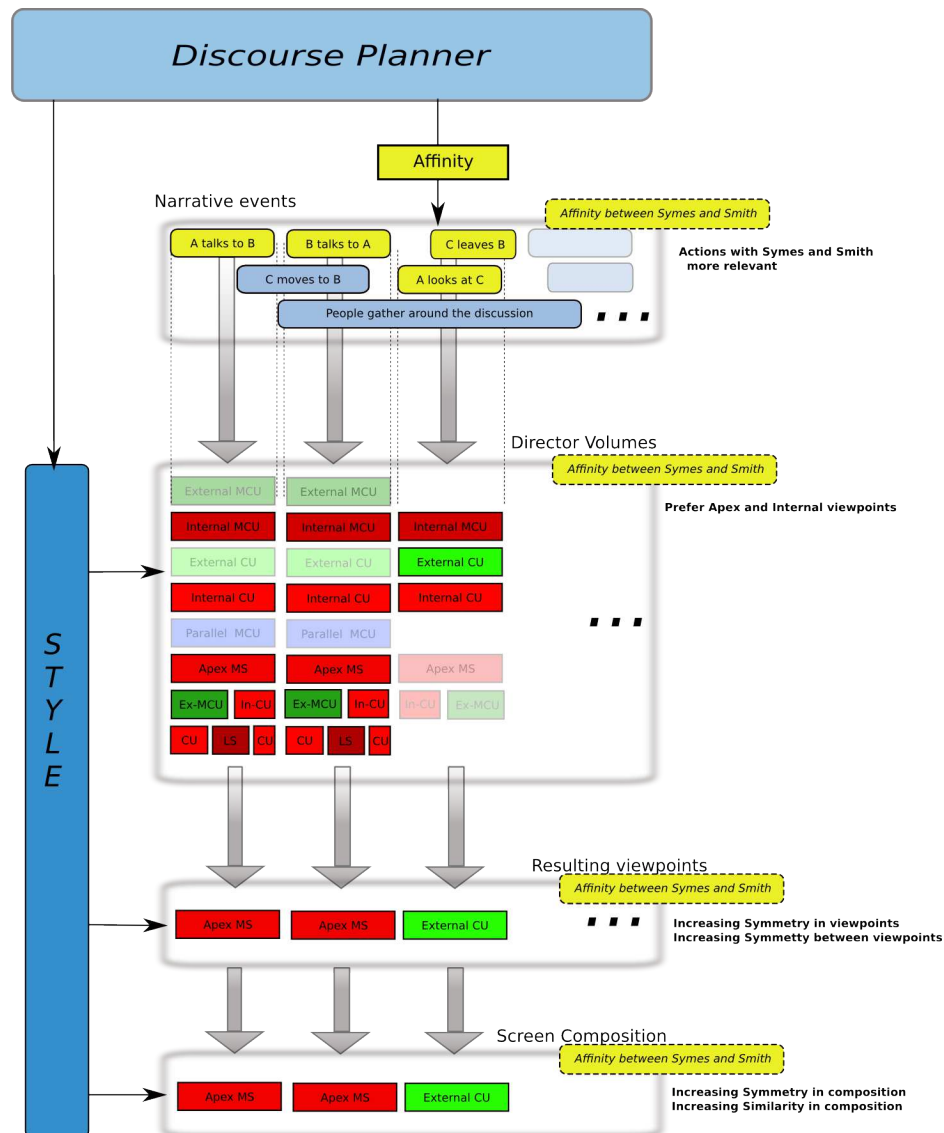 Discourse Planner
Affinity
Narrative events
Affinity between Symes and Smith
A talks to B
B talks to A
C leaves B
Actions with Symes and Smith
more relevant
C moves to B
A looks at C
People gather around the discussion
...
Director Volumes
Affinity between Symes and Smith
External MCU
External MCU
Prefer Apex and Internal viewpoints
Internal MCU
Internal MCU
Internal MCU
External CU
External CU
External CU
Internal CU
Internal CU
Internal CU
...
Parallel MCU
Parallel MCU
Apex MS
Apex MS
Apex MS
Ex-MCU
In-CU
Ex-MCU
In-CU
In-CU
Ex-MCU
CU
LS
CU
CU
LS
CU
STYLE
Resulting viewpoints
Affinity between Symes and Smith
Apex MS
Apex MS
External CU
...
Increasing Symmetry in viewpoints
Increasing Symmetty between viewpoints
Screen Composition
Affinity between Symes and Smith
Apex MS
Apex MS
External CU
Increasing Symmetry in composition
Increasing Similarity in composition